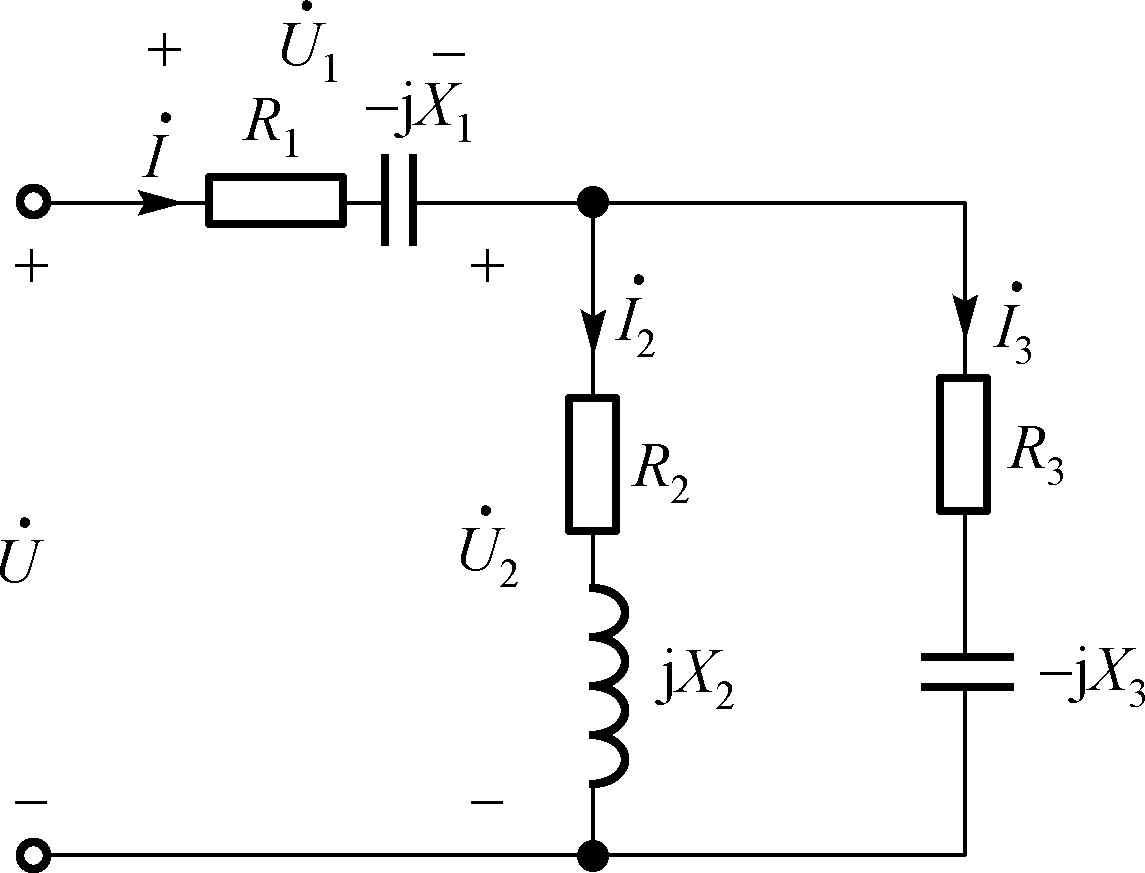 + U̇₁ −
İ R₁ −jX₁
+ +
İ₂ İ₃
R₂ R₃
U̇ U̇₂
jX₂ −jX₃
− −